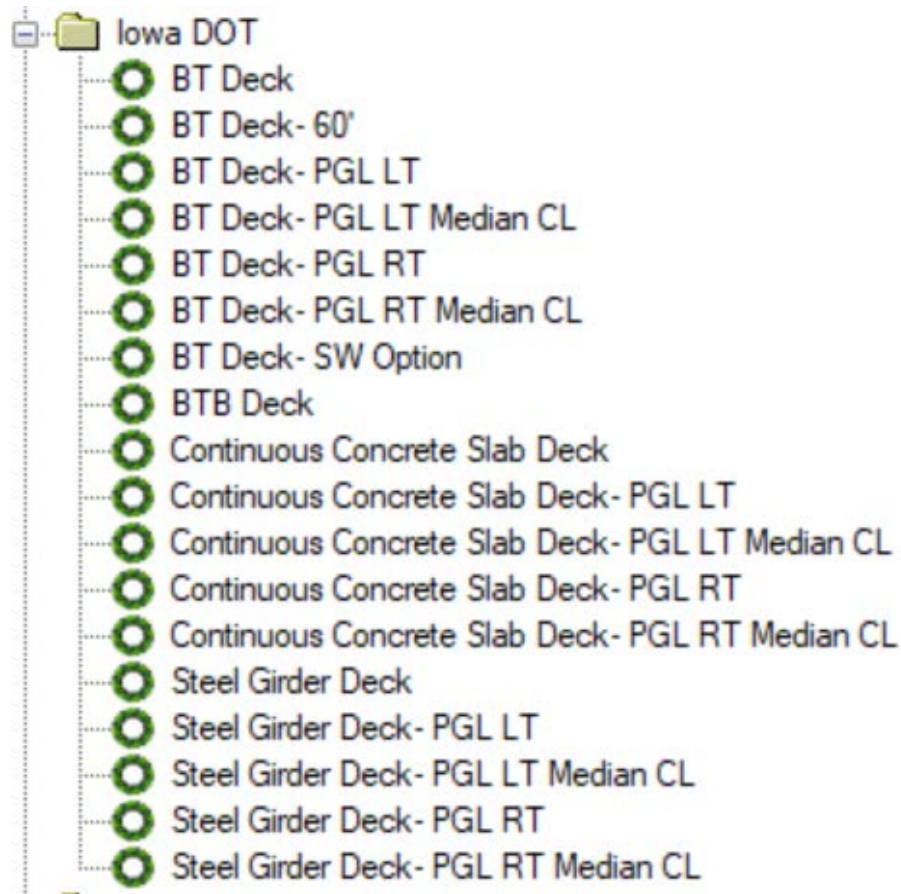 Iowa DOT
BT Deck
BT Deck- 60'
BT Deck- PGL LT
BT Deck- PGL LT Median CL
BT Deck- PGL RT
BT Deck- PGL RT Median CL
BT Deck- SW Option
BTB Deck
Continuous Concrete Slab Deck
Continuous Concrete Slab Deck- PGL LT
Continuous Concrete Slab Deck- PGL LT Median CL
Continuous Concrete Slab Deck- PGL RT
Continuous Concrete Slab Deck- PGL RT Median CL
Steel Girder Deck
Steel Girder Deck- PGL LT
Steel Girder Deck- PGL LT Median CL
Steel Girder Deck- PGL RT
Steel Girder Deck- PGL RT Median CL